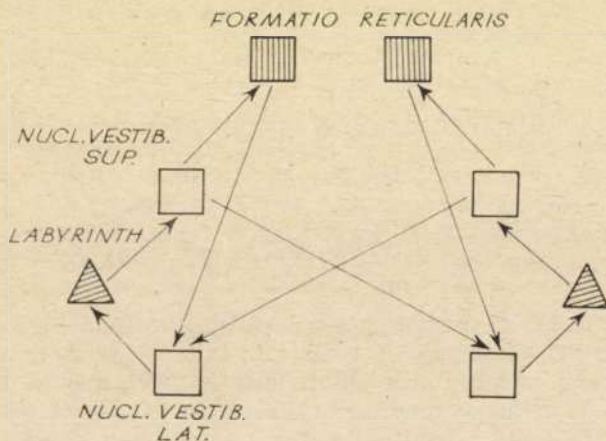 FORMATIO RETICULARIS
NUCL.VESTIB.
SUP.
LABYRINTH
NUCL. VESTIB.
LAT.